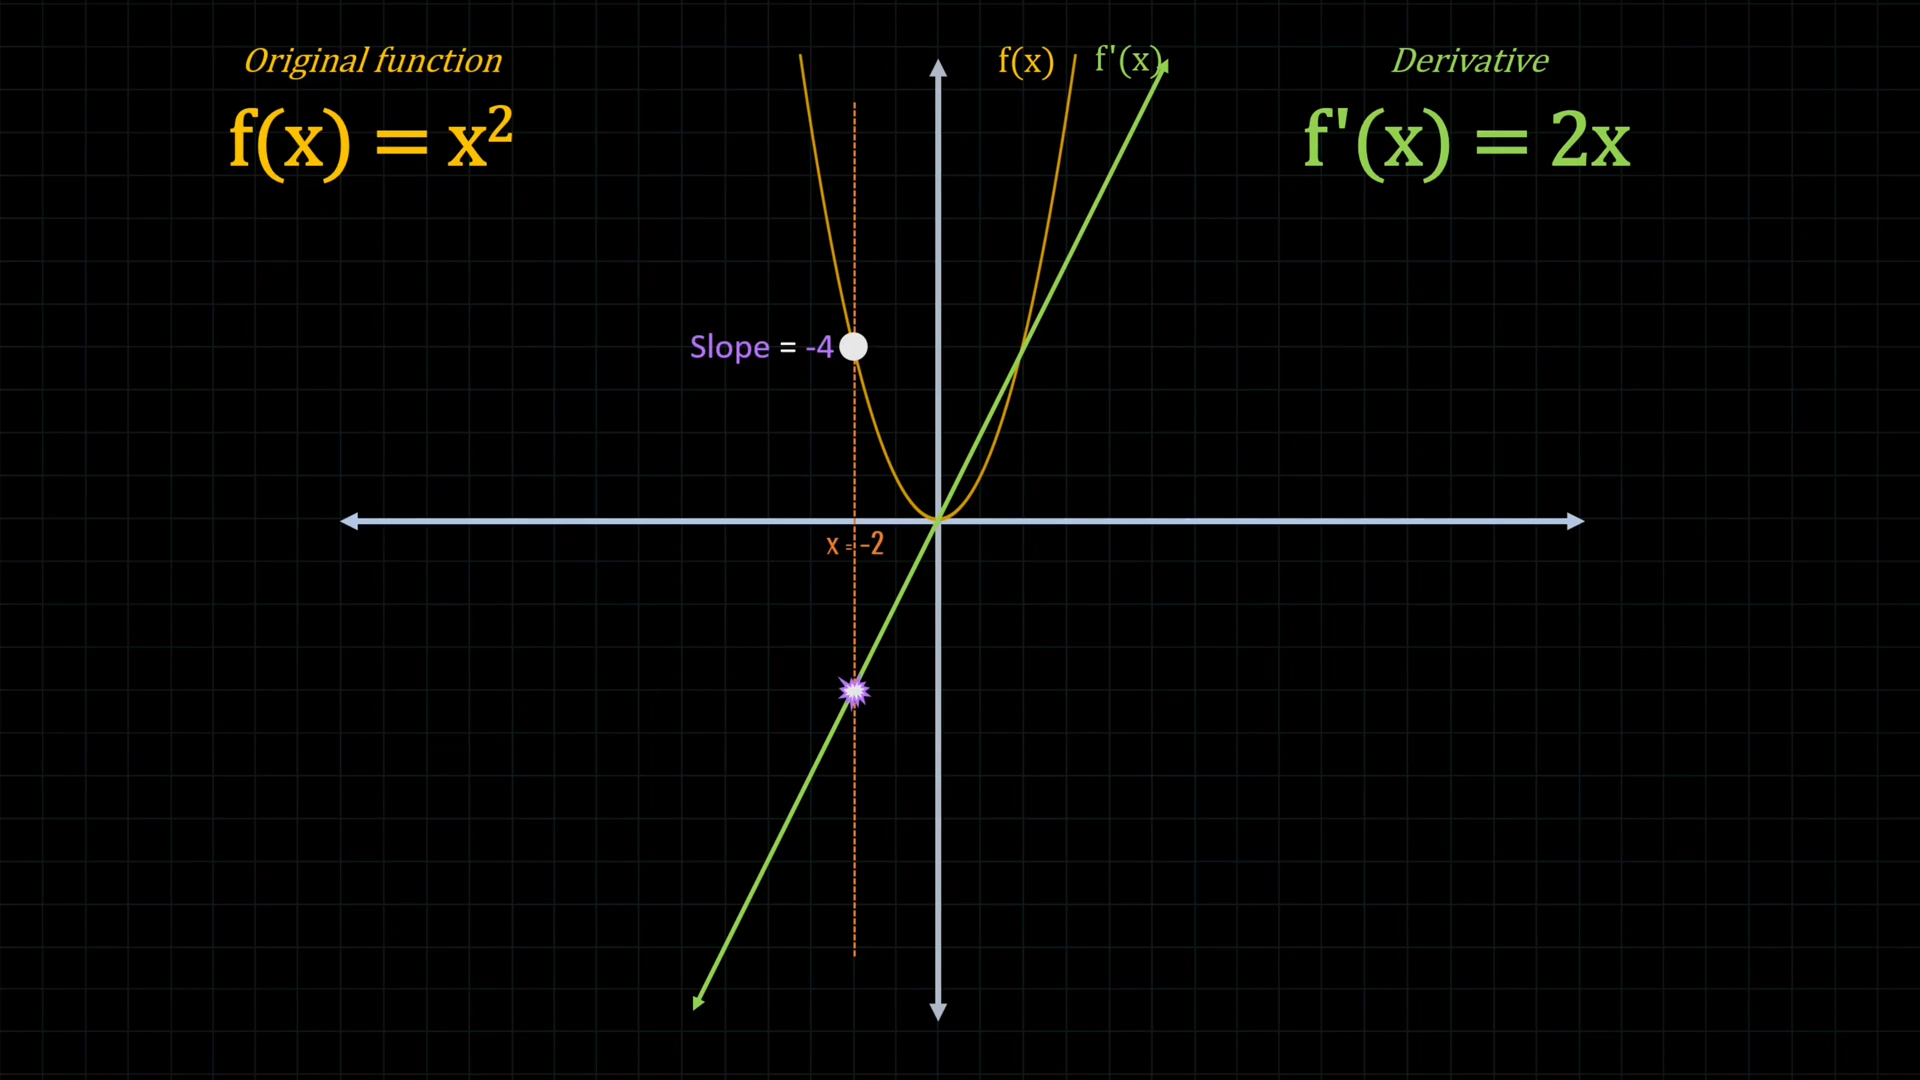 Original function
f(x) = x²
f(x)
f'(x)
Derivative
f'(x) = 2x
Slope = -4
x = -2